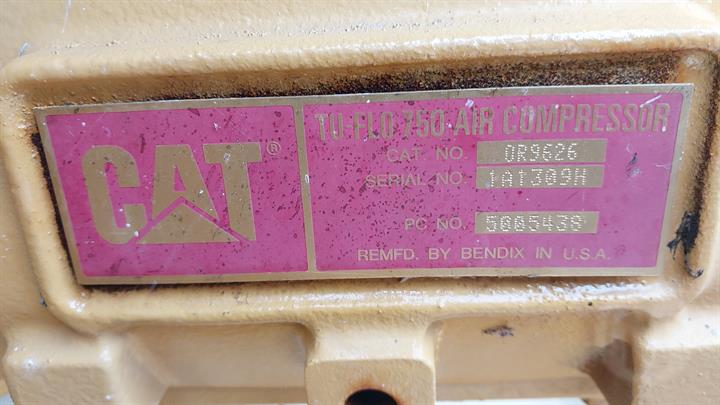 CAT®
TU-FLO 750 AIR COMPRESSOR
CAT. NO. 0R9626
SERIAL NO. 1A1309H
PC NO. 5005438
REMFD. BY BENDIX IN U.S.A.